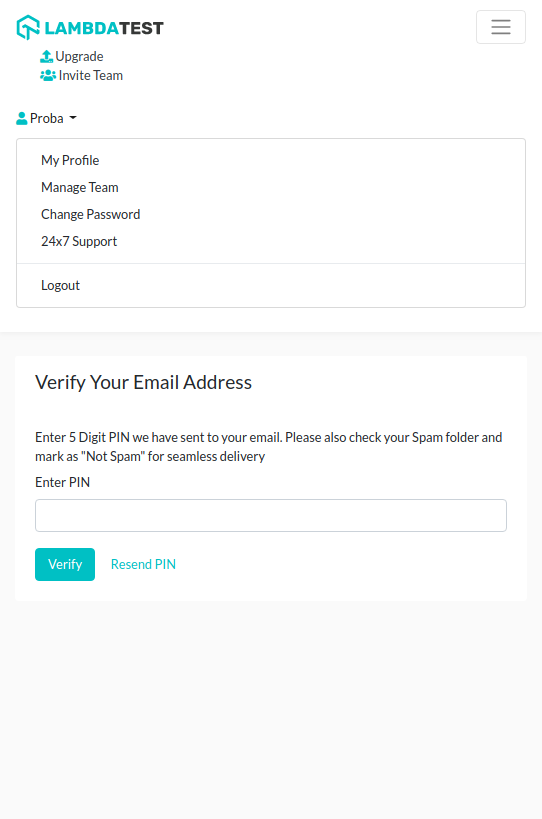 LAMBDATEST
Upgrade
Invite Team
Proba
My Profile
Manage Team
Change Password
24x7 Support
Logout
Verify Your Email Address
Enter 5 Digit PIN we have sent to your email. Please also check your Spam folder and
mark as "Not Spam" for seamless delivery
Enter PIN
Verify Resend PIN